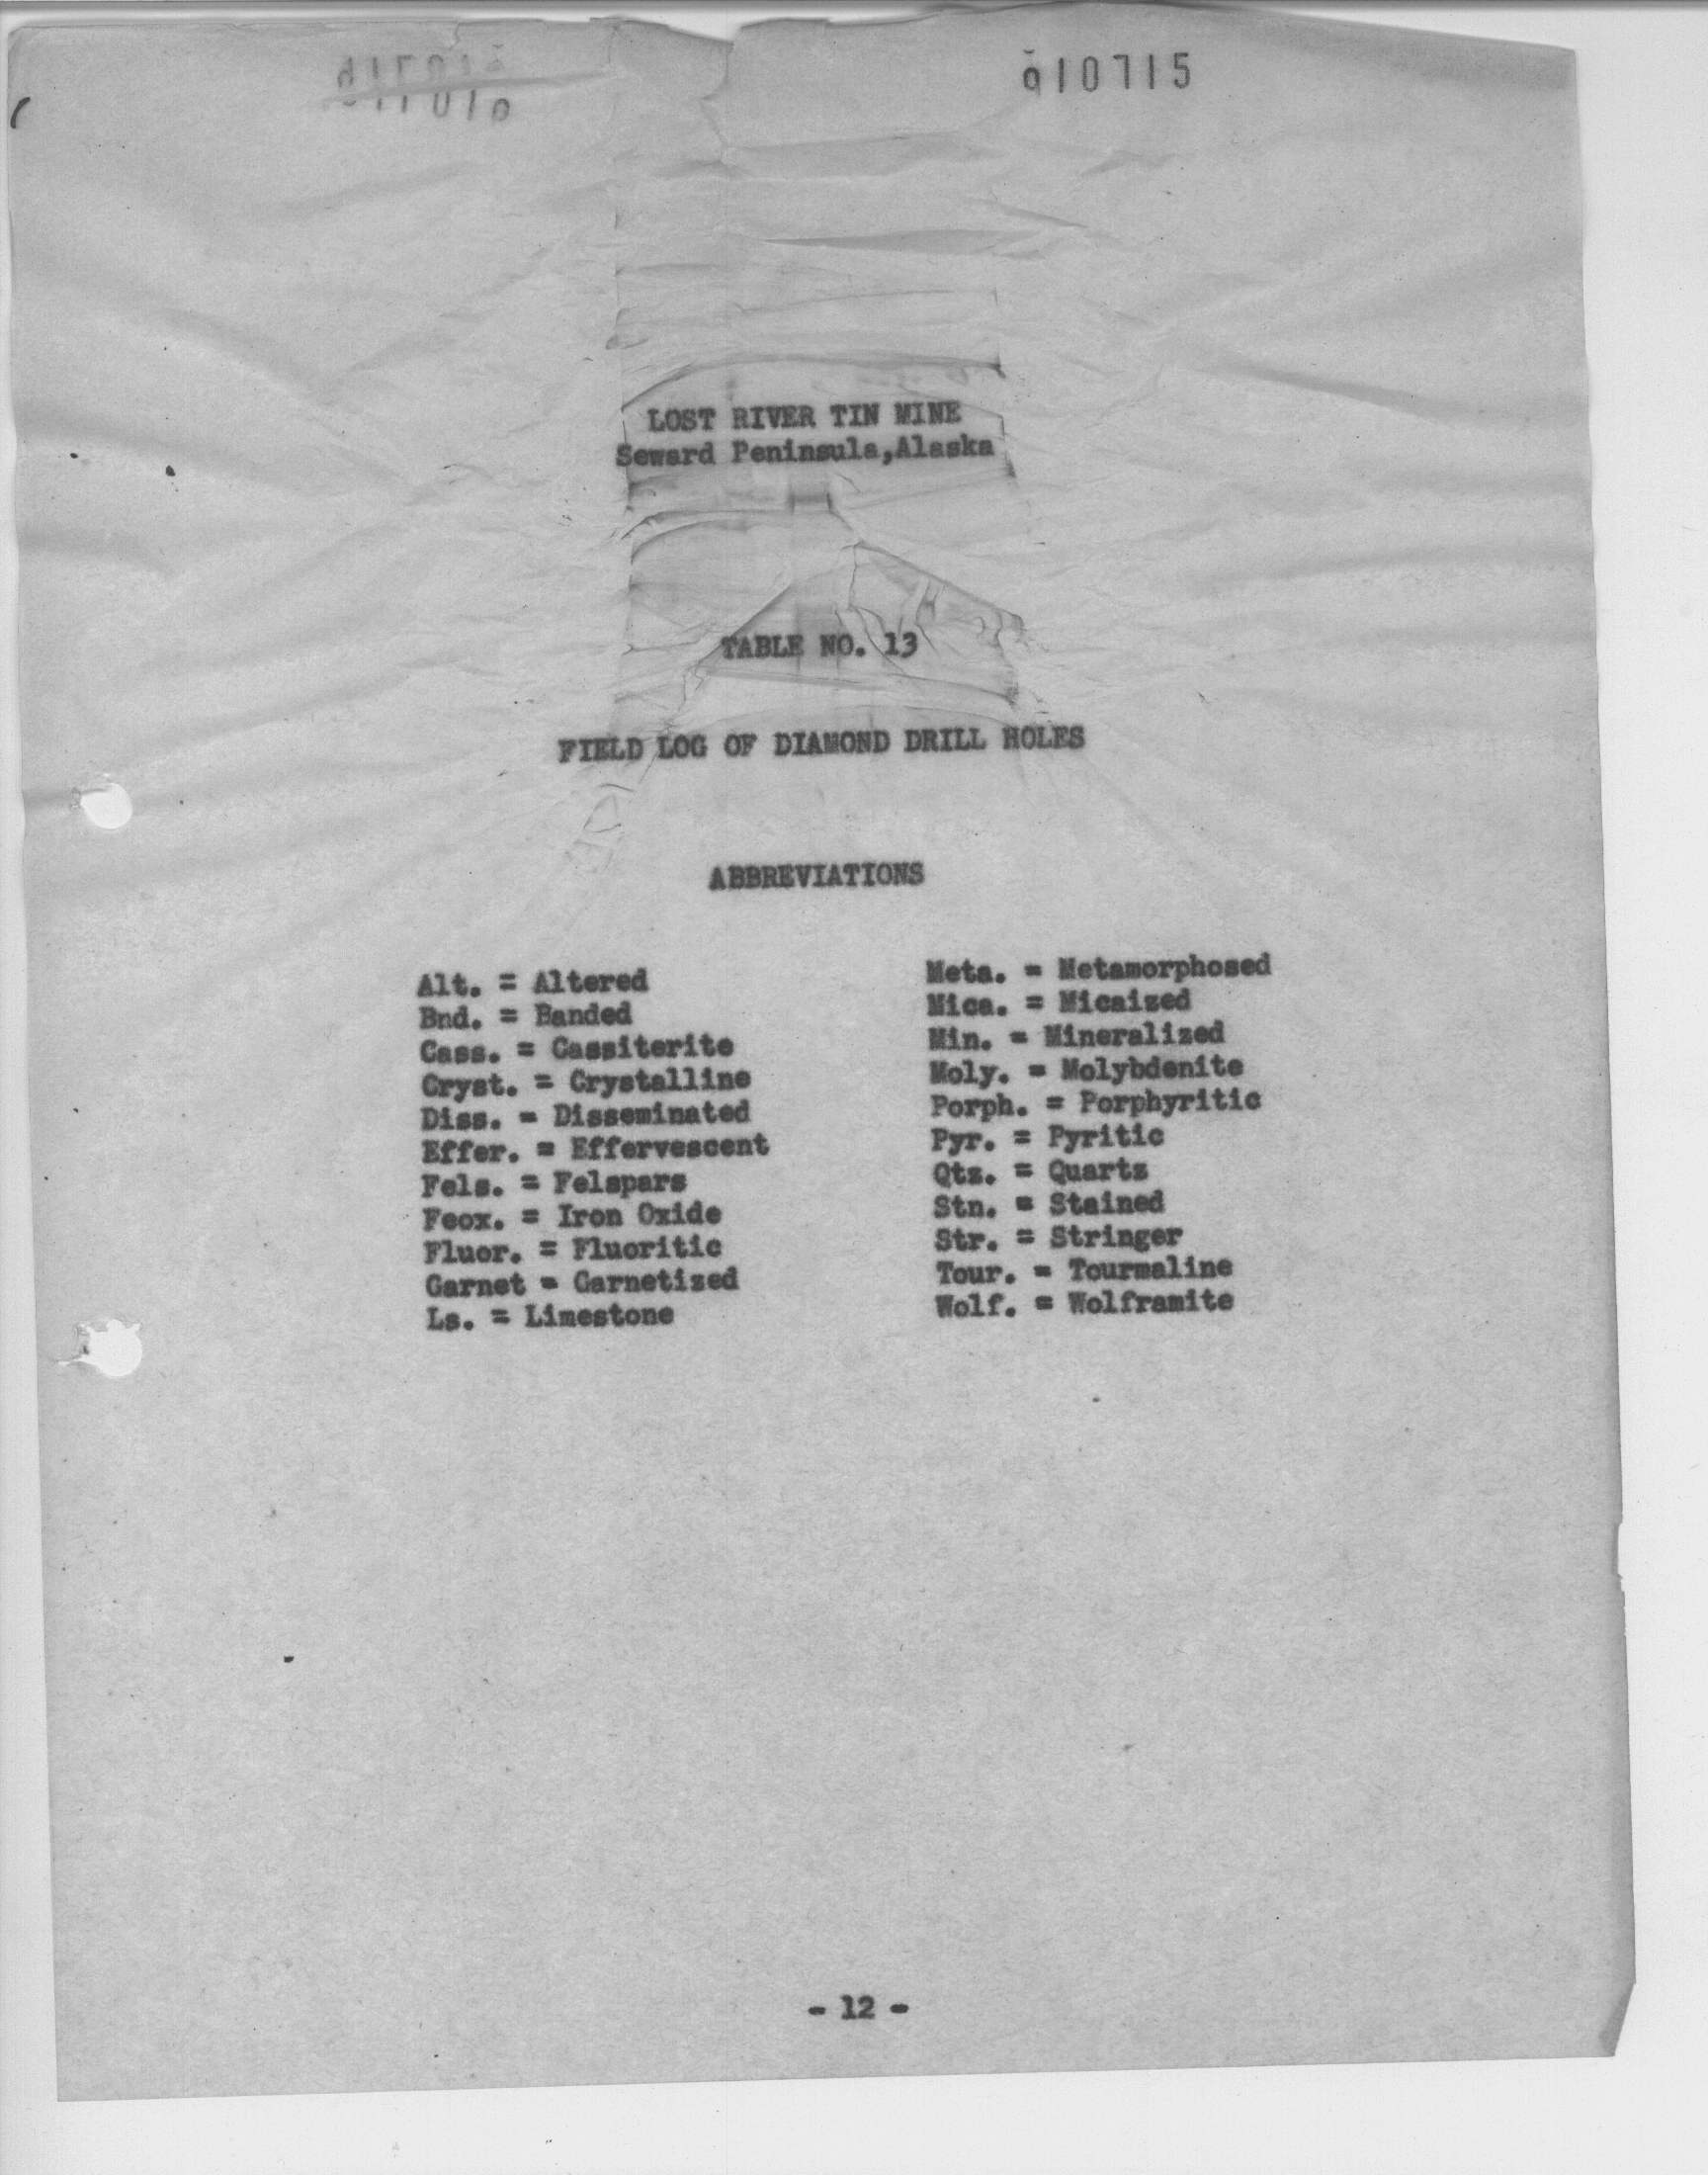 010715
LOST RIVER TIN MINE
Seward Peninsula,Alaska
TABLE NO. 13
FIELD LOG OF DIAMOND DRILL HOLES
ABBREVIATIONS
Alt. = Altered
Bnd. = Banded
Cass. = Cassiterite
Cryst. = Crystalline
Diss. = Disseminated
Effer. = Effervescent
Fels. = Felspars
Feox. = Iron Oxide
Fluor. = Fluoritic
Garnet = Garnetized
Ls. = Limestone
Meta. = Metamorphosed
Mica. = Micaized
Min. = Mineralized
Moly. = Molybdenite
Porph. = Porphyritic
Pyr. = Pyritic
Qtz. = Quartz
Stn. = Stained
Str. = Stringer
Tour. = Tourmaline
Wolf. = Wolframite
- 12 -